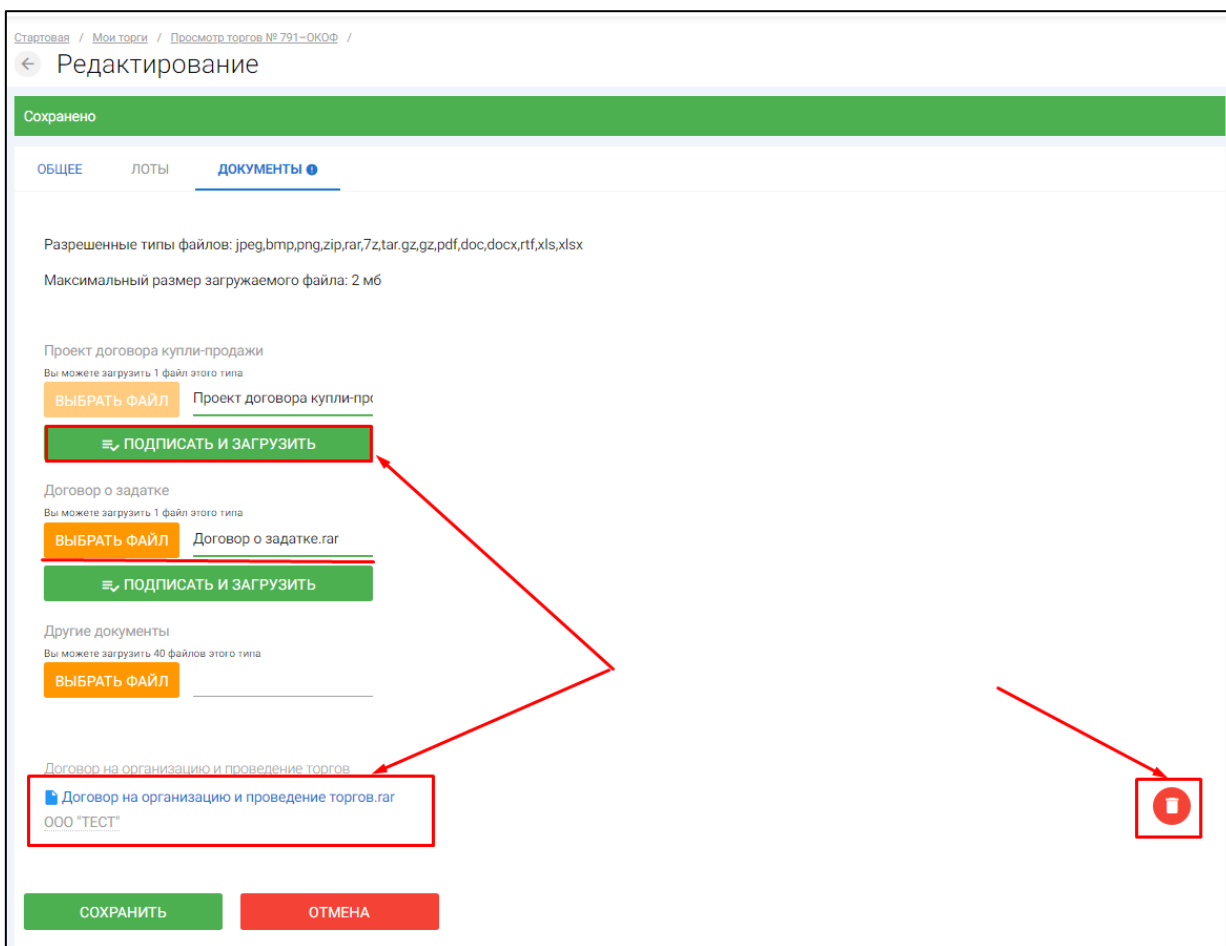 Стартовая / Мои торги / Просмотр торгов № 791–ОКОФ /
Редактирование
Сохранено
ОБЩЕЕ ЛОТЫ ДОКУМЕНТЫ
Разрешенные типы файлов: jpeg,bmp,png,zip,rar,7z,tar.gz,gz,pdf,doc,docx,rtf,xls,xlsx
Максимальный размер загружаемого файла: 2 мб
Проект договора купли-продажи
Вы можете загрузить 1 файл этого типа
ВЫБРАТЬ ФАЙЛ Проект договора купли-про
ПОДПИСАТЬ И ЗАГРУЗИТЬ
Договор о задатке
Вы можете загрузить 1 файл этого типа
ВЫБРАТЬ ФАЙЛ Договор о задатке.rar
ПОДПИСАТЬ И ЗАГРУЗИТЬ
Другие документы
Вы можете загрузить 40 файлов этого типа
ВЫБРАТЬ ФАЙЛ
Договор на организацию и проведение торгов
Договор на организацию и проведение торгов.rar
ООО "ТЕСТ"
СОХРАНИТЬ ОТМЕНА